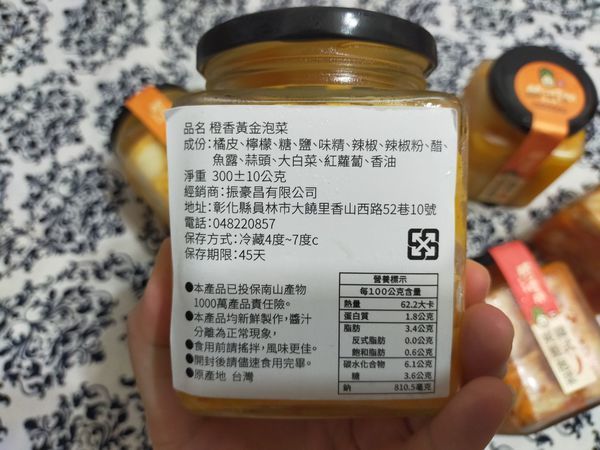 品名 橙香黃金泡菜
成份:橘皮、檸檬、糖、鹽、味精、辣椒、辣椒粉、醋、
魚露、蒜頭、大白菜、紅蘿蔔、香油
淨重 300±10公克
經銷商:振豪昌有限公司
地址:彰化縣員林市大饒里香山西路52巷10號
電話:048220857
保存方式:冷藏4度~7度c
保存期限:45天
●本產品已投保南山產物
1000萬產品責任險。
●本產品均新鮮製作,醬汁
分離為正常現象,
●食用前請搖拌,風味更佳。
●開封後請儘速食用完畢。
●原產地 台灣
營養標示
每100公克含量
熱量 62.2大卡
蛋白質 1.8公克
脂肪 3.4公克
反式脂肪 0.0公克
飽和脂肪 0.6公克
碳水化合物 6.1公克
糖 3.6公克
鈉 810.5毫克